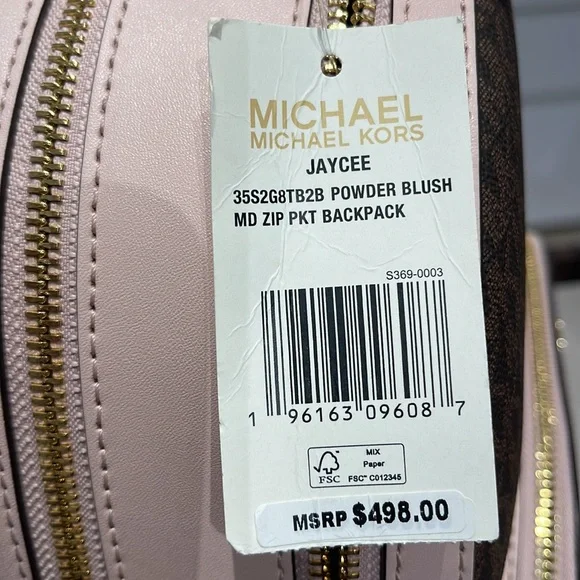 MICHAEL
MICHAEL KORS
JAYCEE
35S2G8TB2B POWDER BLUSH
MD ZIP PKT BACKPACK
S369-0003
1 96163 09608 7
MIX
Paper
FSC FSC™ C012345
MSRP $498.00